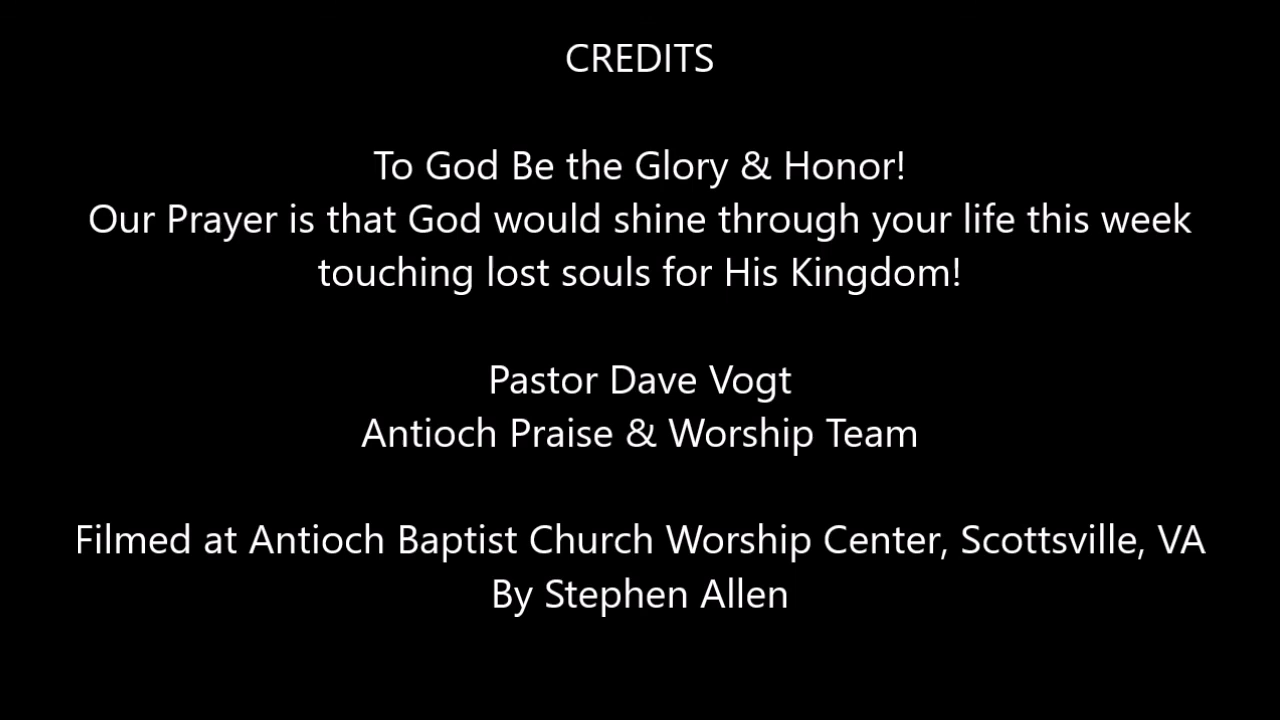 CREDITS
To God Be the Glory & Honor!
Our Prayer is that God would shine through your life this week
touching lost souls for His Kingdom!
Pastor Dave Vogt
Antioch Praise & Worship Team
Filmed at Antioch Baptist Church Worship Center, Scottsville, VA
By Stephen Allen